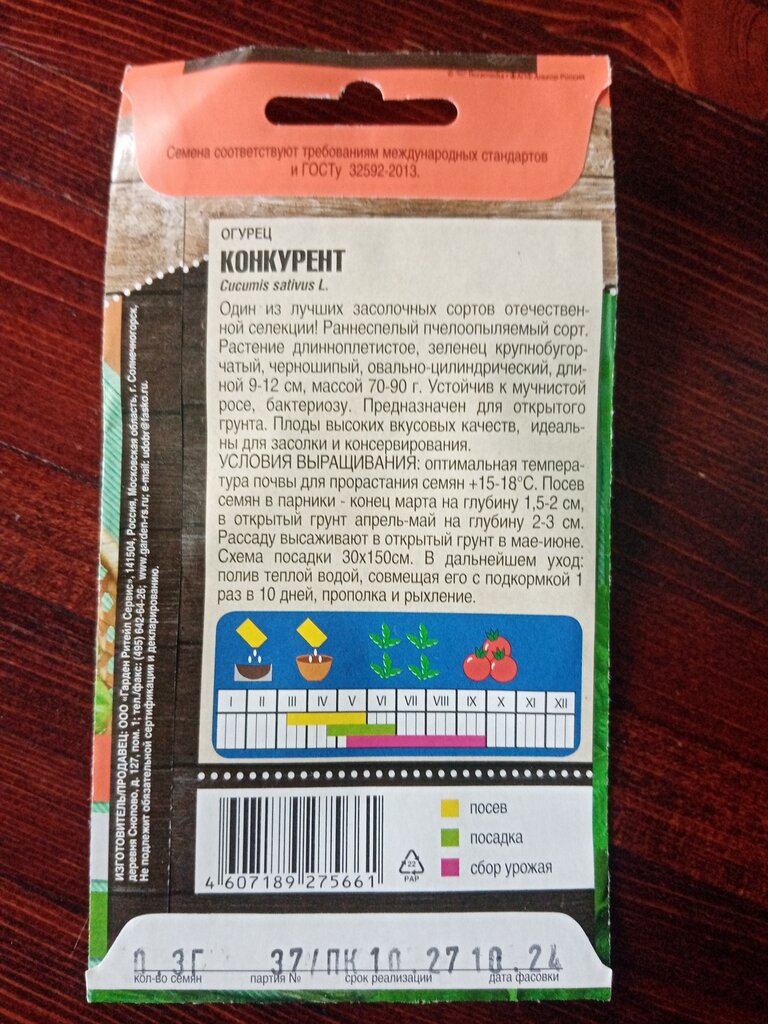 Семена соответствуют требованиям международных стандартов
и ГОСТу 32592-2013.
ОГУРЕЦ
КОНКУРЕНТ
Cucumis sativus L.
Один из лучших засолочных сортов отечествен-
ной селекции! Раннеспелый пчелоопыляемый сорт.
Растение длинноплетистое, зеленец крупнобугор-
чатый, черношипый, овально-цилиндрический, дли-
ной 9-12 см, массой 70-90 г. Устойчив к мучнистой
росе, бактериозу. Предназначен для открытого
грунта. Плоды высоких вкусовых качеств, идеаль-
ны для засолки и консервирования.
УСЛОВИЯ ВЫРАЩИВАНИЯ: оптимальная темпера-
тура почвы для прорастания семян +15-18°С. Посев
семян в парники - конец марта на глубину 1,5-2 см,
в открытый грунт апрель-май на глубину 2-3 см.
Рассаду высаживают в открытый грунт в мае-июне.
Схема посадки 30х150см. В дальнейшем уход:
полив теплой водой, совмещая его с подкормкой 1
раз в 10 дней, прополка и рыхление.
I II III IV V VI VII VIII IX X XI XII
посев
посадка
сбор урожая
4 607189 275661
22
PAP
ИЗГОТОВИТЕЛЬ/ПРОДАВЕЦ: ООО «Гарден Ритейл Сервис», 141504, Россия, Московская область, г. Солнечногорск,
деревня Снопово, д. 127, пом. 1; тел./факс: (495) 642-64-26; www.garden-rs.ru; e-mail: udobr@fasko.ru.
Не подлежит обязательной сертификации и декларированию.
0.3Г 37/ПК 10.27 10.24
кол-во семян партия № срок реализации дата фасовки